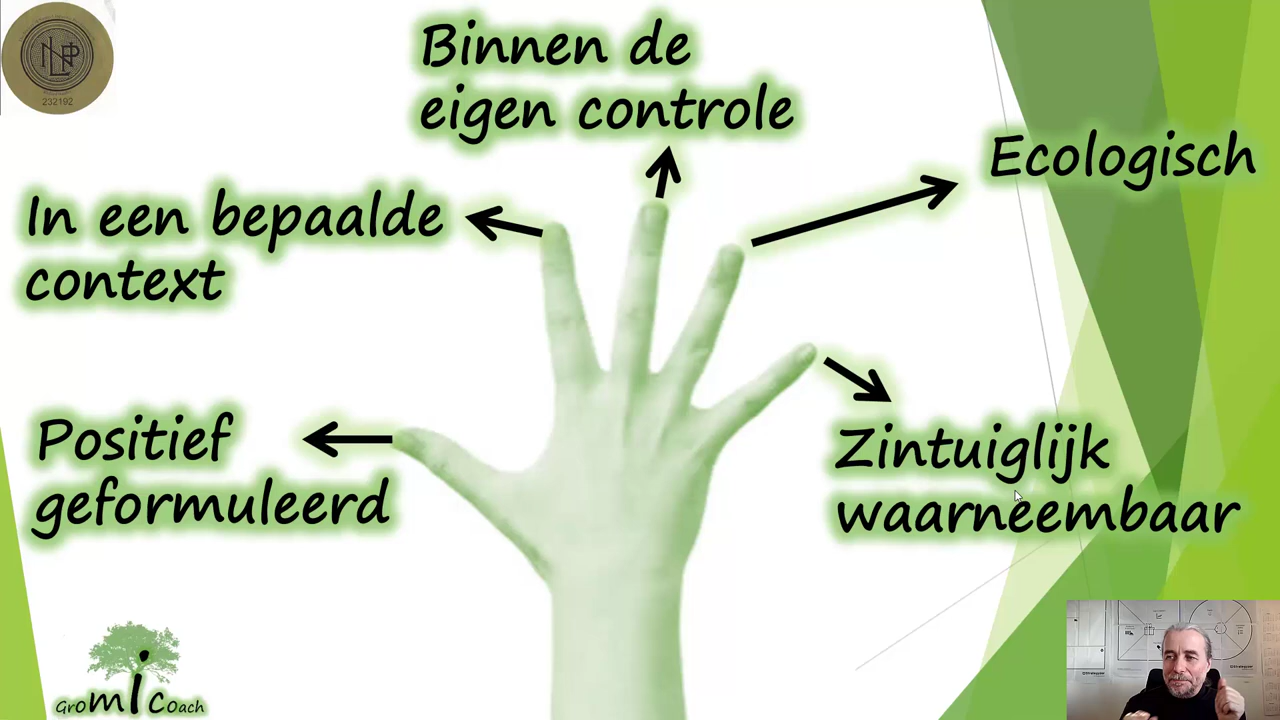 NLP
232192
Binnen de
eigen controle
Ecologisch
In een bepaalde
context
Positief
geformuleerd
Zintuiglijk
waarneembaar
GromiCoach